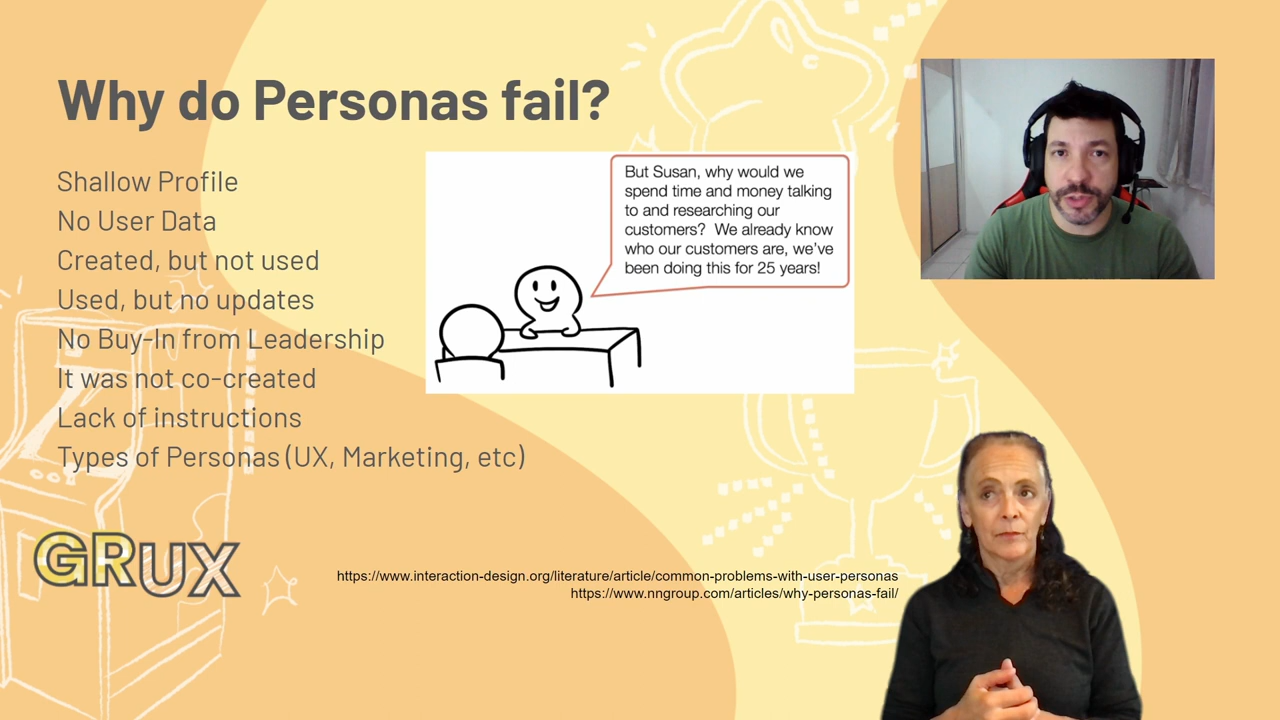 Why do Personas fail?
Shallow Profile
No User Data
Created, but not used
Used, but no updates
No Buy-In from Leadership
It was not co-created
Lack of instructions
Types of Personas (UX, Marketing, etc)
But Susan, why would we
spend time and money talking
to and researching our
customers?  We already know
who our customers are, we've
been doing this for 25 years!
GRUX
https://www.interaction-design.org/literature/article/common-problems-with-user-personas
https://www.nngroup.com/articles/why-personas-fail/